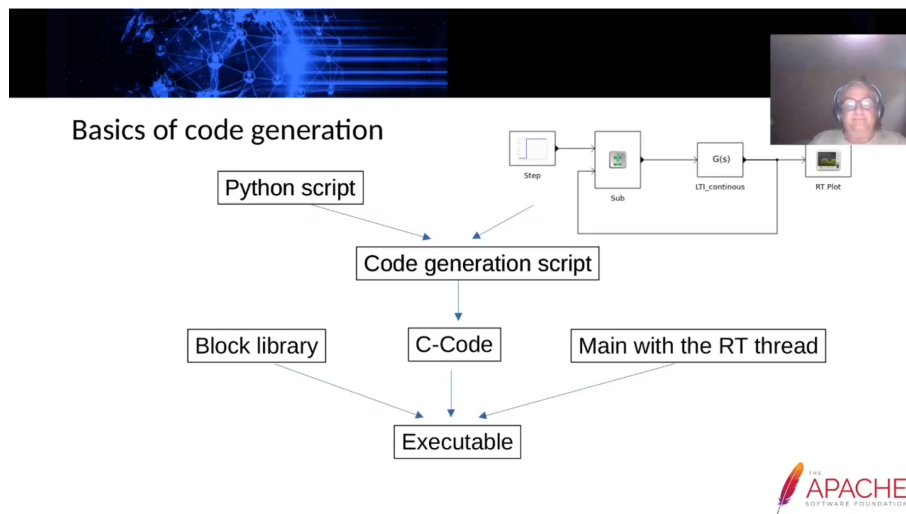 Basics of code generation
Python script
Step
Sub
G(s)
LTI_continous
RT Plot
Code generation script
Block library
C-Code
Main with the RT thread
Executable
THE
APACHE
SOFTWARE FOUNDATION